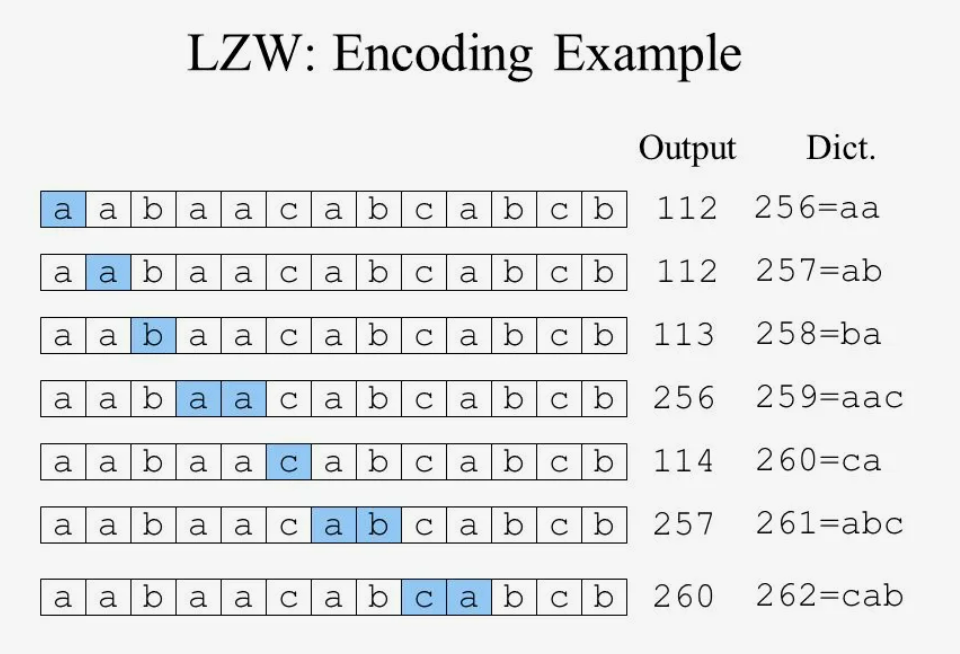 LZW: Encoding Example
Output Dict.
a a b a a c a b c a b c b 112 256=aa
a a b a a c a b c a b c b 112 257=ab
a a b a a c a b c a b c b 113 258=ba
a a b a a c a b c a b c b 256 259=aac
a a b a a c a b c a b c b 114 260=ca
a a b a a c a b c a b c b 257 261=abc
a a b a a c a b c a b c b 260 262=cab